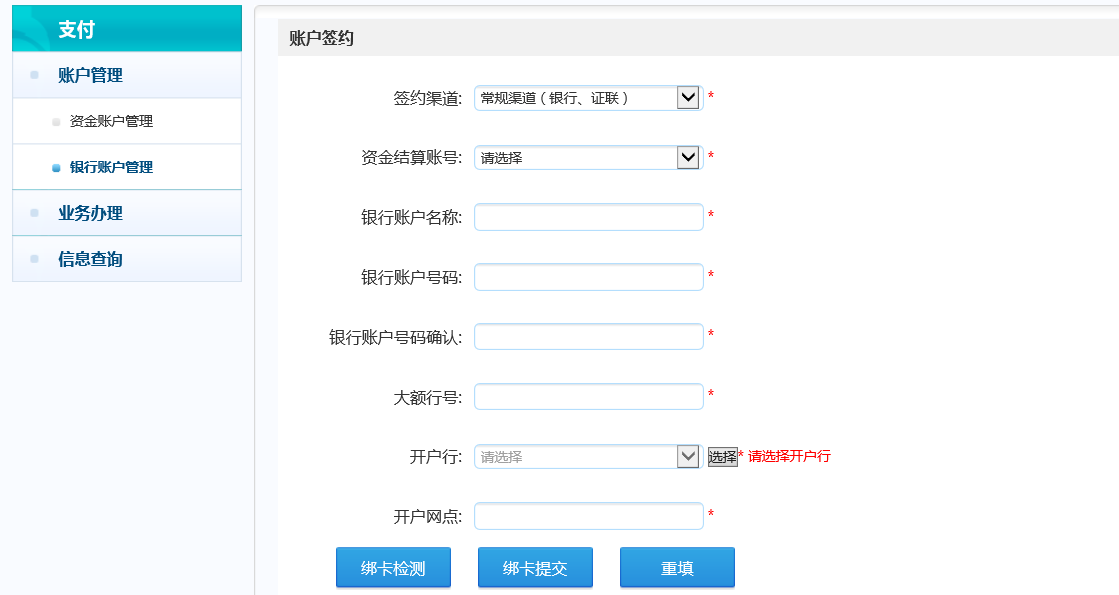 支付
账户管理
资金账户管理
银行账户管理
业务办理
信息查询
账户签约
签约渠道: 常规渠道（银行、证联） *
资金结算账号: 请选择 *
银行账户名称: *
银行账户号码: *
银行账户号码确认: *
大额行号: *
开户行: 请选择 选择* 请选择开户行
开户网点: *
绑卡检测 绑卡提交 重填